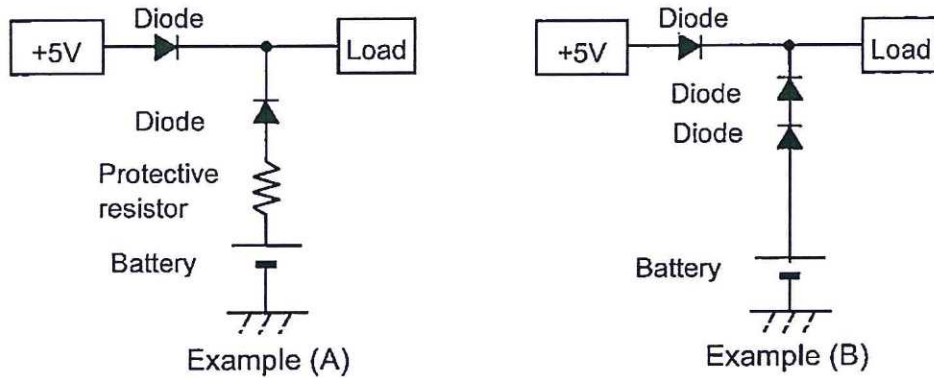 Diode
+5V
Load
Diode
Protective
resistor
Battery
Example (A)
Diode
+5V
Load
Diode
Diode
Battery
Example (B)